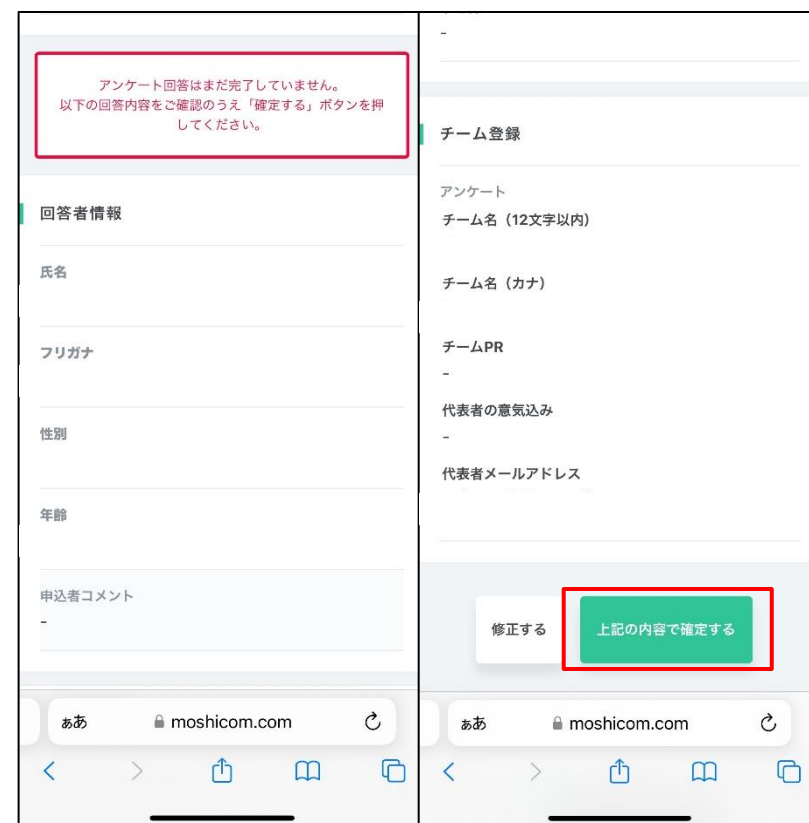 アンケート回答はまだ完了していません。
以下の回答内容をご確認のうえ「確定する」ボタンを押
してください。
回答者情報
氏名
フリガナ
性別
年齢
申込者コメント
-
ぁあ
moshicom.com
-
チーム登録
アンケート
チーム名（12文字以内）
チーム名（カナ）
チームPR
-
代表者の意気込み
-
代表者メールアドレス
修正する
上記の内容で確定する
ぁあ
moshicom.com